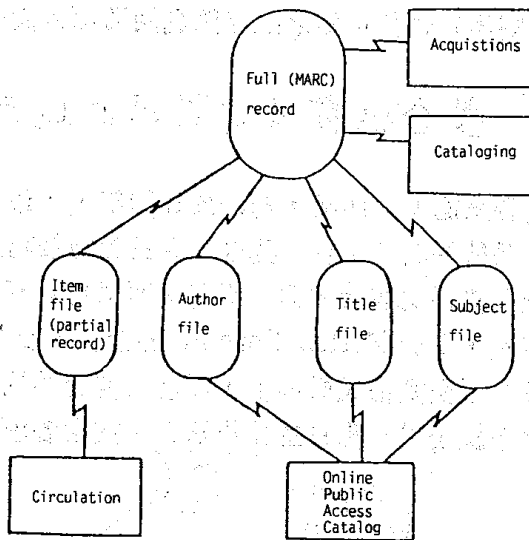 Full (MARC)
record
Acquistions
Cataloging
Item
file
(partial
record)
Author
file
Title
file
Subject
file
Circulation
Online
Public
Access
Catalog